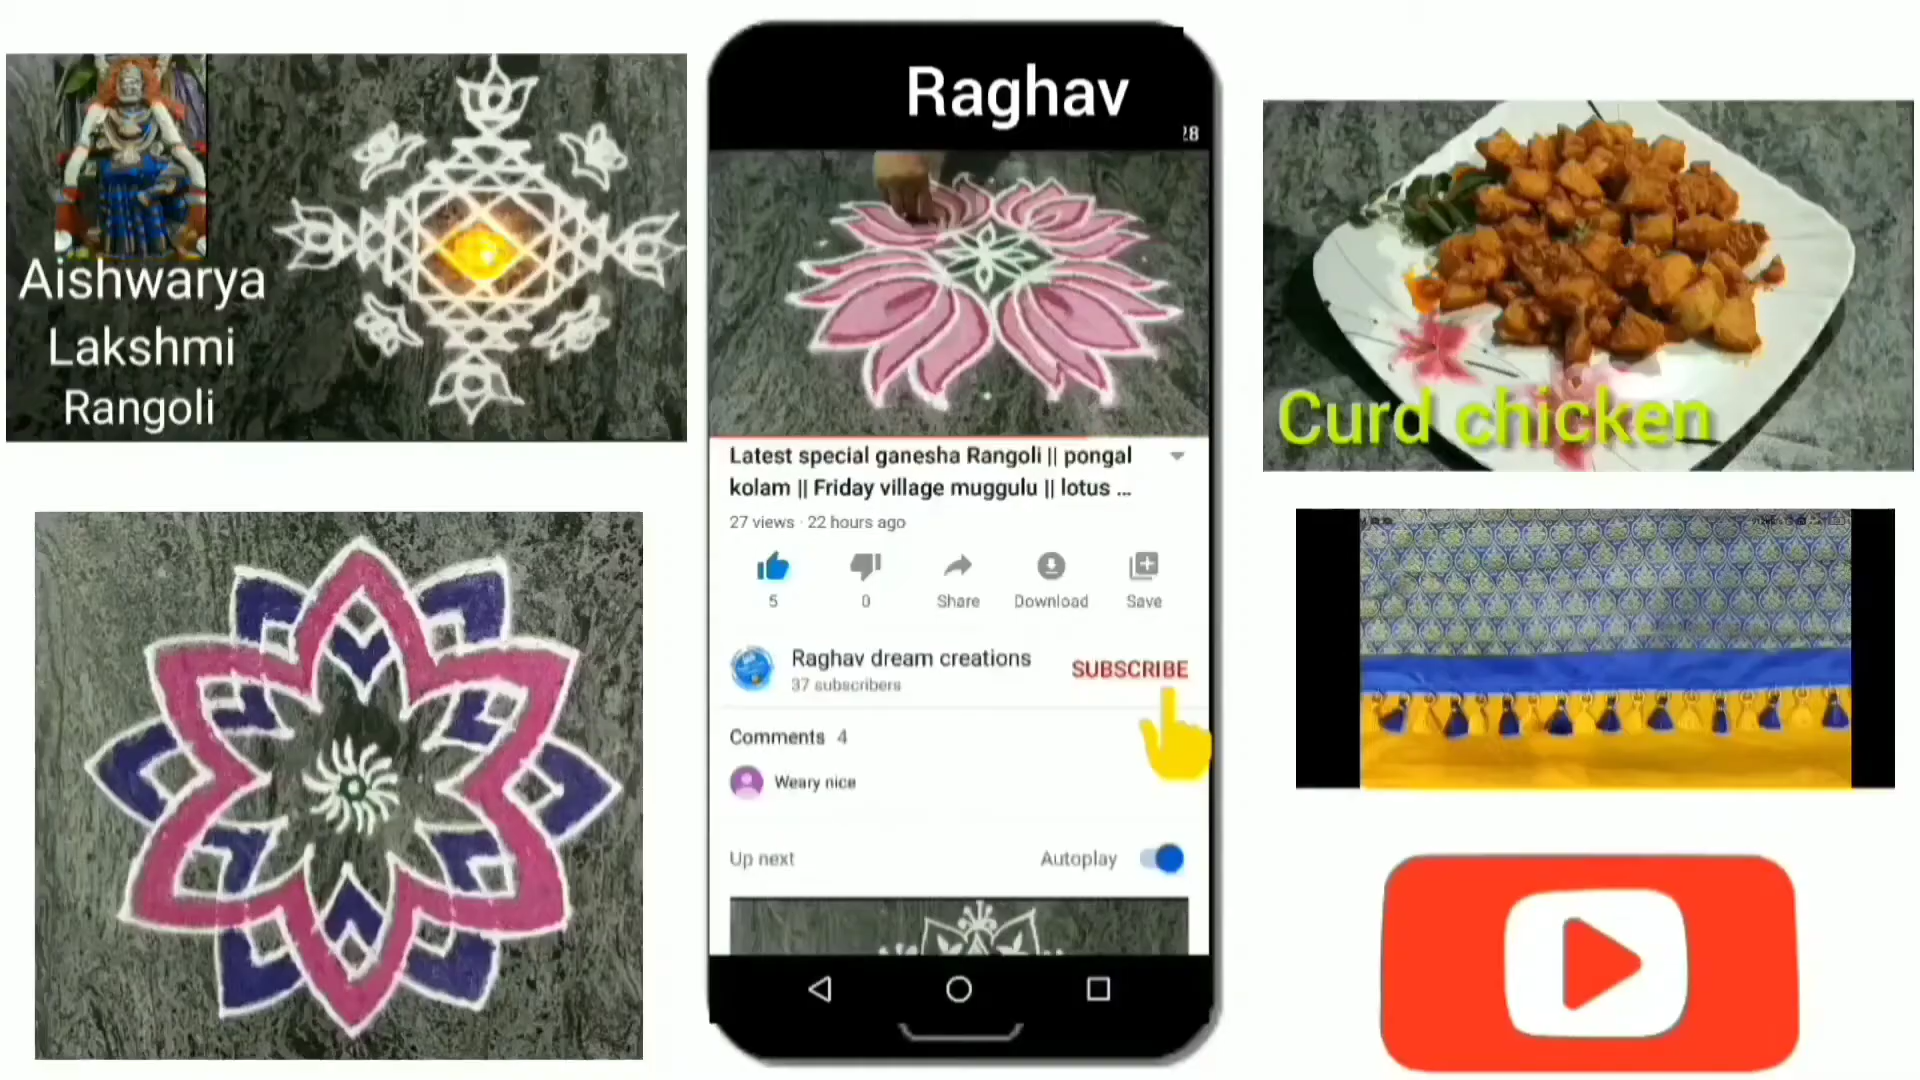 Aishwarya
Lakshmi
Rangoli
Raghav
28
Latest special ganesha Rangoli || pongal
kolam || Friday village muggulu || lotus ...
27 views · 22 hours ago
5
0
Share
Download
Save
Raghav dream creations
37 subscribers
SUBSCRIBE
Comments 4
Weary nice
Up next
Autoplay
Curd chicken